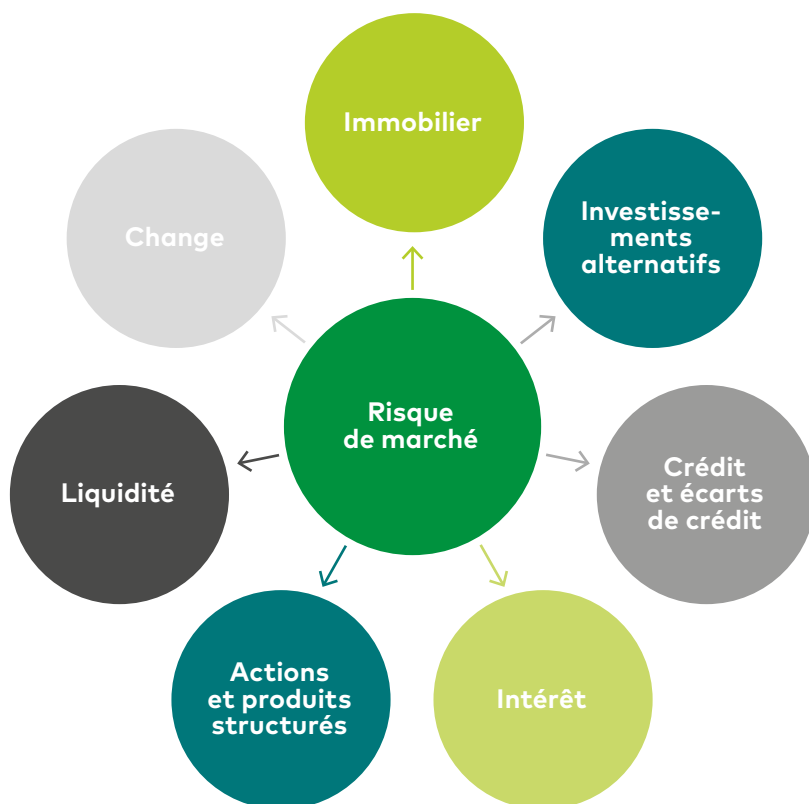 Immobilier
Change
Investisse-
ments
alternatifs
Risque
de marché
Liquidité
Crédit
et écarts
de crédit
Actions
et produits
structurés
Intérêt